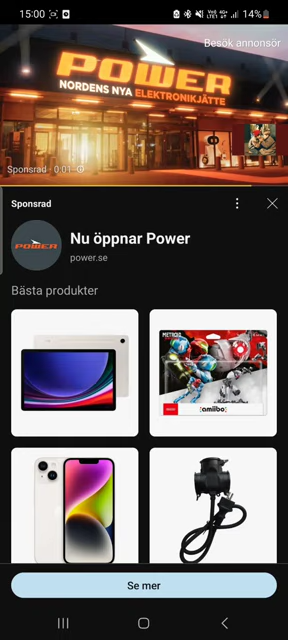 15:00
14%
Besök annonsör
POWER
NORDENS NYA ELEKTRONIKJÄTTE
Sponsrad · 0:01
Sponsrad
POWER
Nu öppnar Power
power.se
Bästa produkter
METROID
amiibo
Se mer